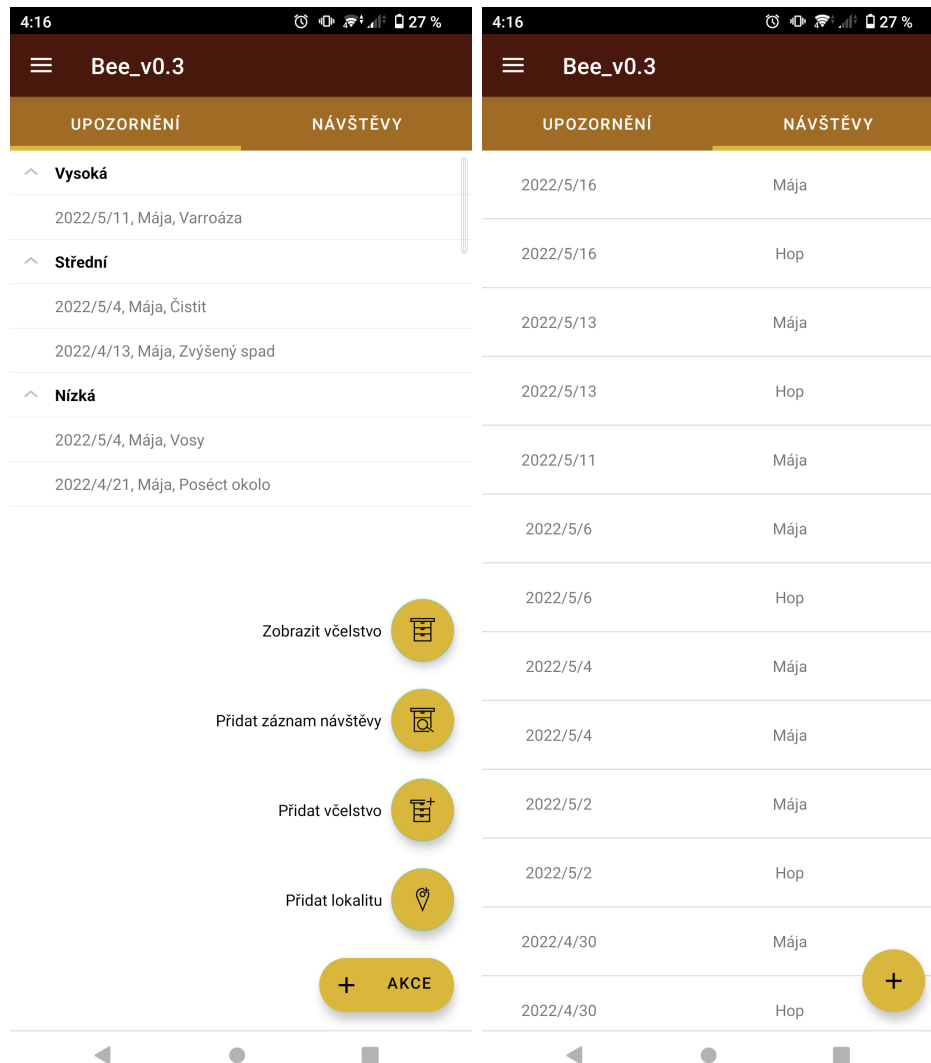 4:16
27 %
Bee_v0.3
UPOZORNĚNÍ NÁVŠTĚVY
Vysoká
2022/5/11, Mája, Varroáza
Střední
2022/5/4, Mája, Čistit
2022/4/13, Mája, Zvýšený spad
Nízká
2022/5/4, Mája, Vosy
2022/4/21, Mája, Poséct okolo
Zobrazit včelstvo
Přidat záznam návštěvy
Přidat včelstvo
Přidat lokalitu
+ AKCE
4:16
27 %
Bee_v0.3
UPOZORNĚNÍ NÁVŠTĚVY
2022/5/16 Mája
2022/5/16 Hop
2022/5/13 Mája
2022/5/13 Hop
2022/5/11 Mája
2022/5/6 Mája
2022/5/6 Hop
2022/5/4 Mája
2022/5/4 Mája
2022/5/2 Mája
2022/5/2 Hop
2022/4/30 Mája
2022/4/30 Hop
+